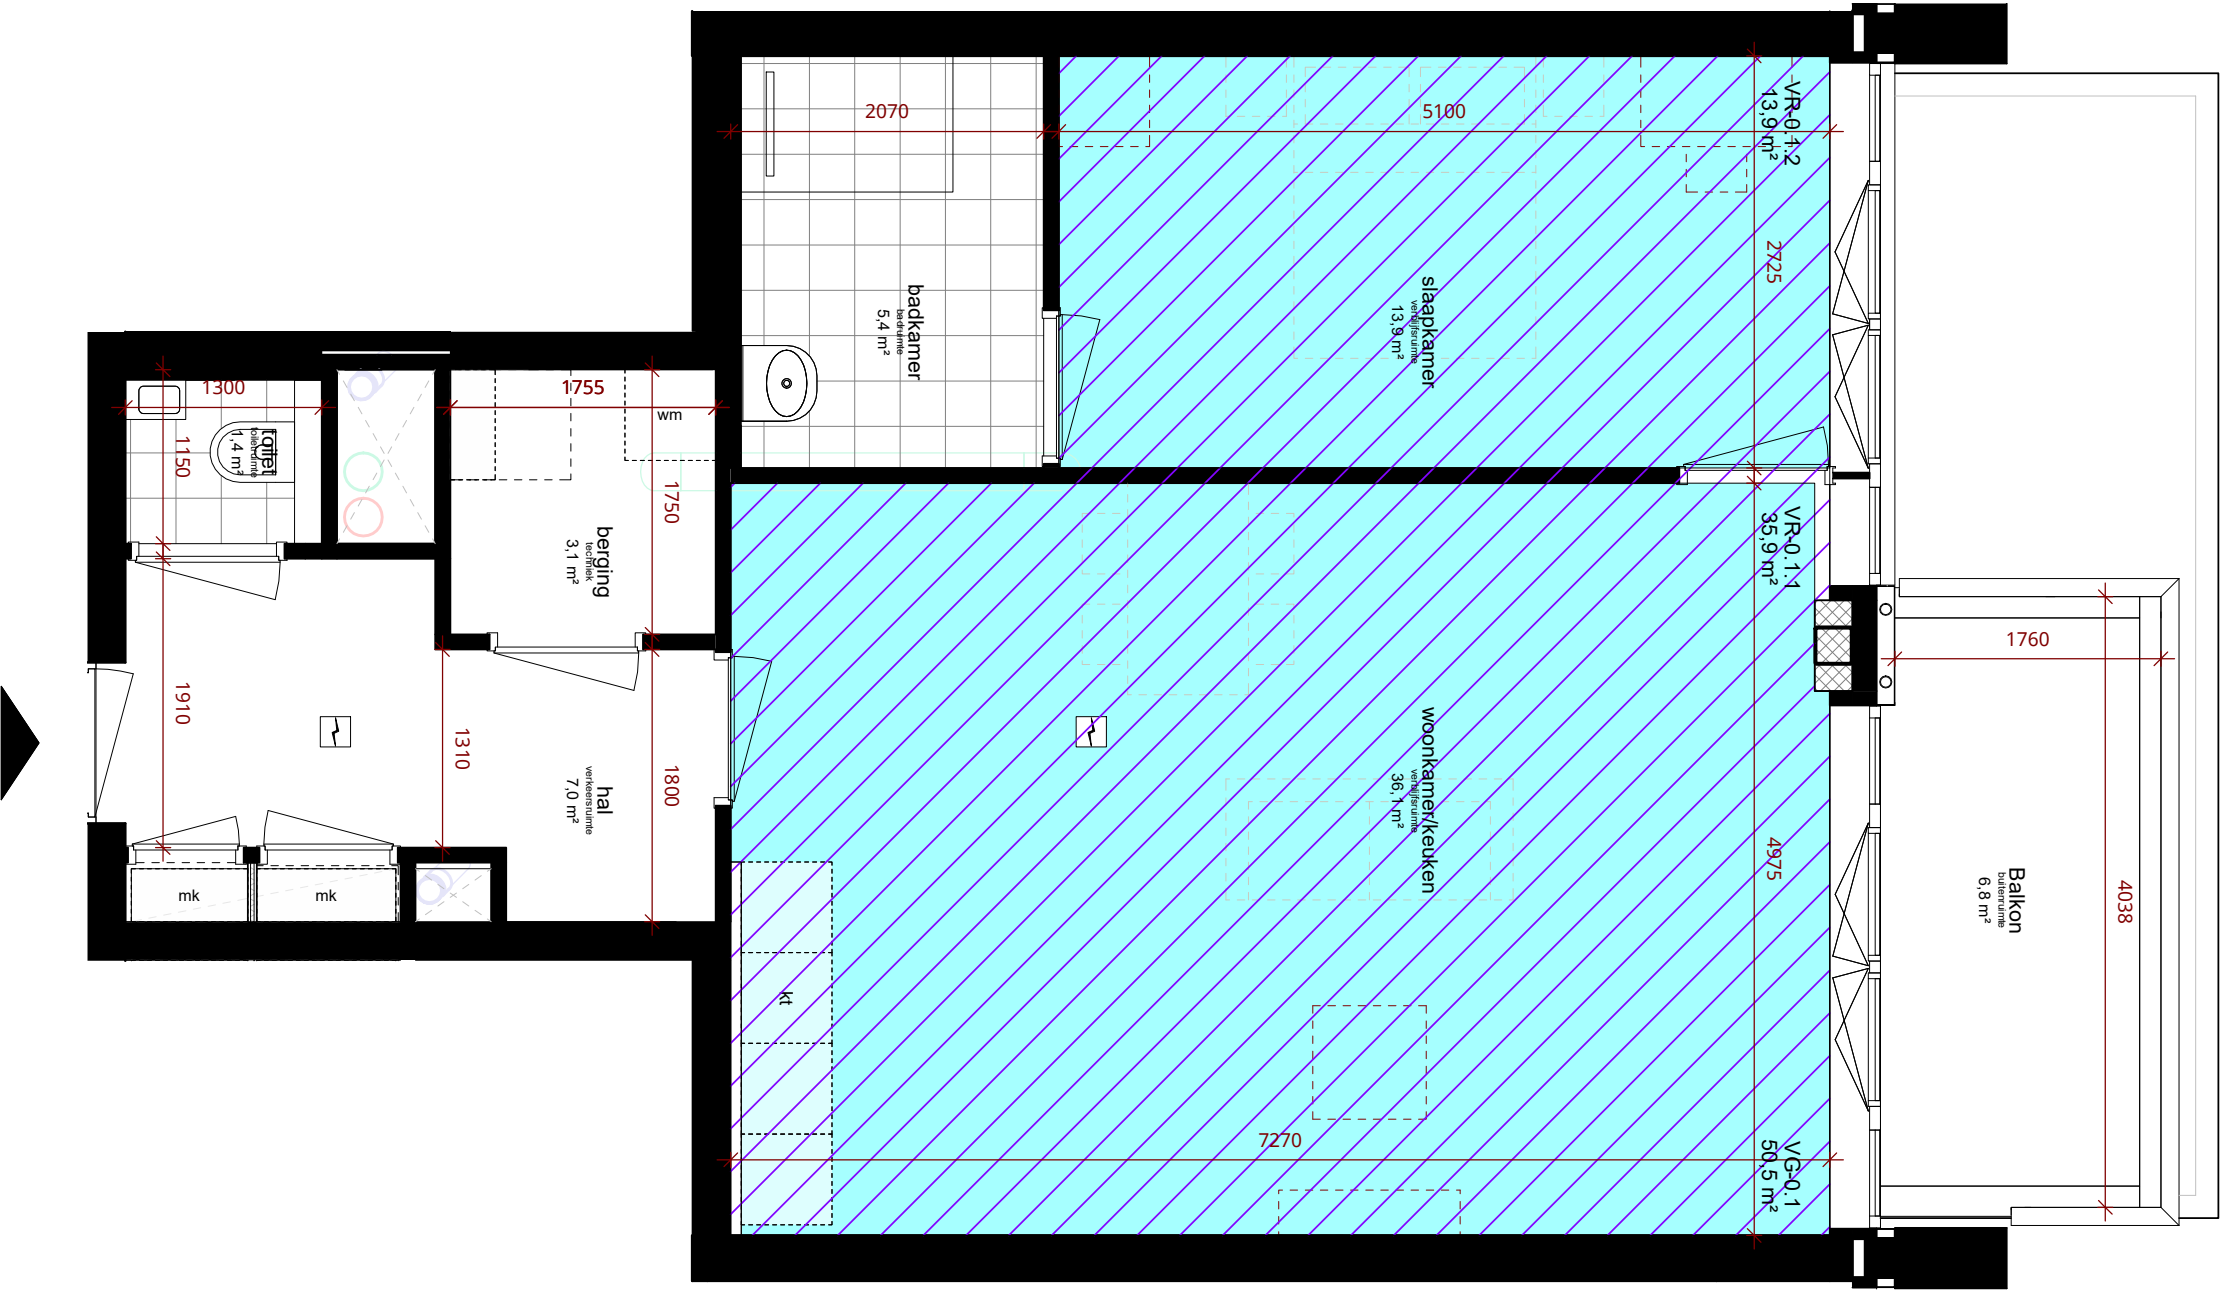 2070
5100
VR-0.1.2
13,9 m²
2725
badkamer
badruimte
5,4 m²
slaapkamer
verblijfsruimte
13,9 m²
1300
1755
wm
toilet
toiletruimte
1,4 m²
1150
1750
berging
techniek
3,1 m²
VR-0.1.1
35,9 m²
1760
1910
1310
1800
hal
verkeersruimte
7,0 m²
woonkamer/keuken
verblijfsruimte
36,1 m²
4975
Balkon
buitenruimte
6,8 m²
4038
mk
mk
kt
7270
VG-0.1
50,5 m²